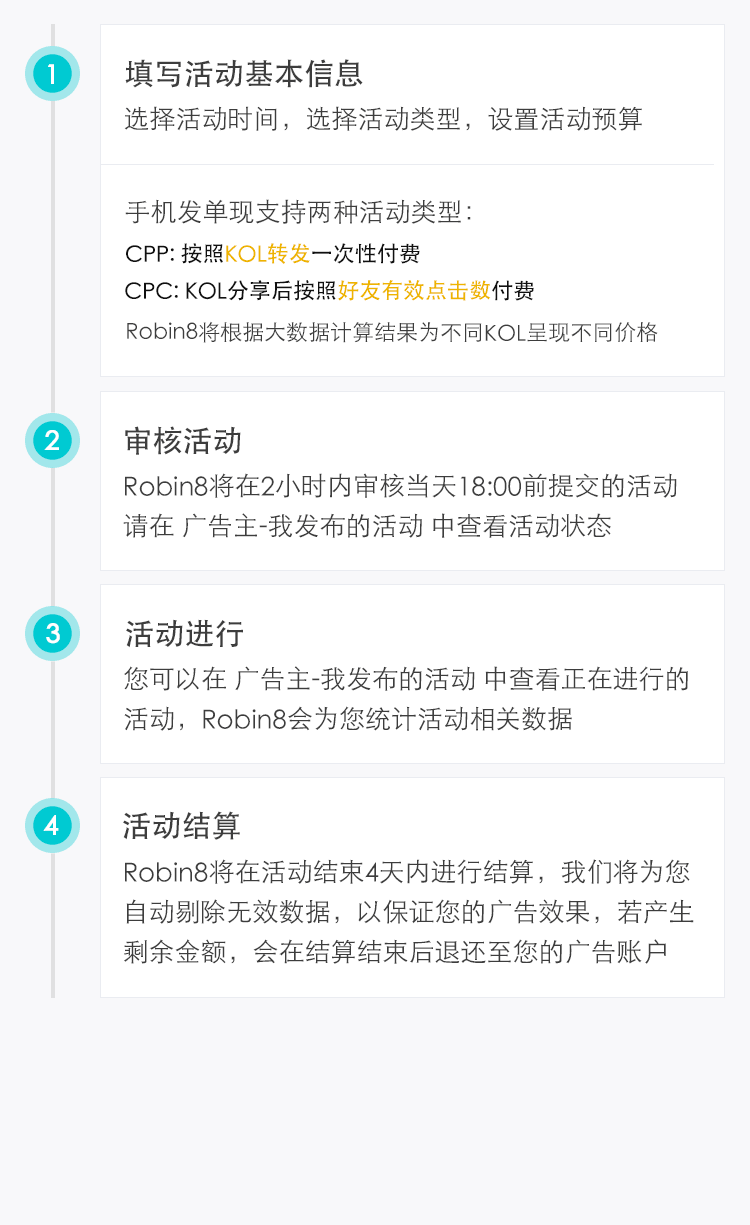 1
填写活动基本信息
选择活动时间，选择活动类型，设置活动预算
手机发单现支持两种活动类型：
CPP: 按照KOL转发一次性付费
CPC: KOL分享后按照好友有效点击数付费
Robin8将根据大数据计算结果为不同KOL呈现不同价格
2
审核活动
Robin8将在2小时内审核当天18:00前提交的活动
请在 广告主-我发布的活动 中查看活动状态
3
活动进行
您可以在 广告主-我发布的活动 中查看正在进行的
活动，Robin8会为您统计活动相关数据
4
活动结算
Robin8将在活动结束4天内进行结算，我们将为您
自动剔除无效数据，以保证您的广告效果，若产生
剩余金额，会在结算结束后退还至您的广告账户